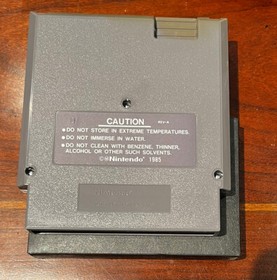 CAUTION
● DO NOT STORE IN EXTREME TEMPERATURES.
● DO NOT IMMERSE IN WATER.
● DO NOT CLEAN WITH BENZENE, THINNER,
ALCOHOL OR OTHER SUCH SOLVENTS.
©®Nintendo 1985